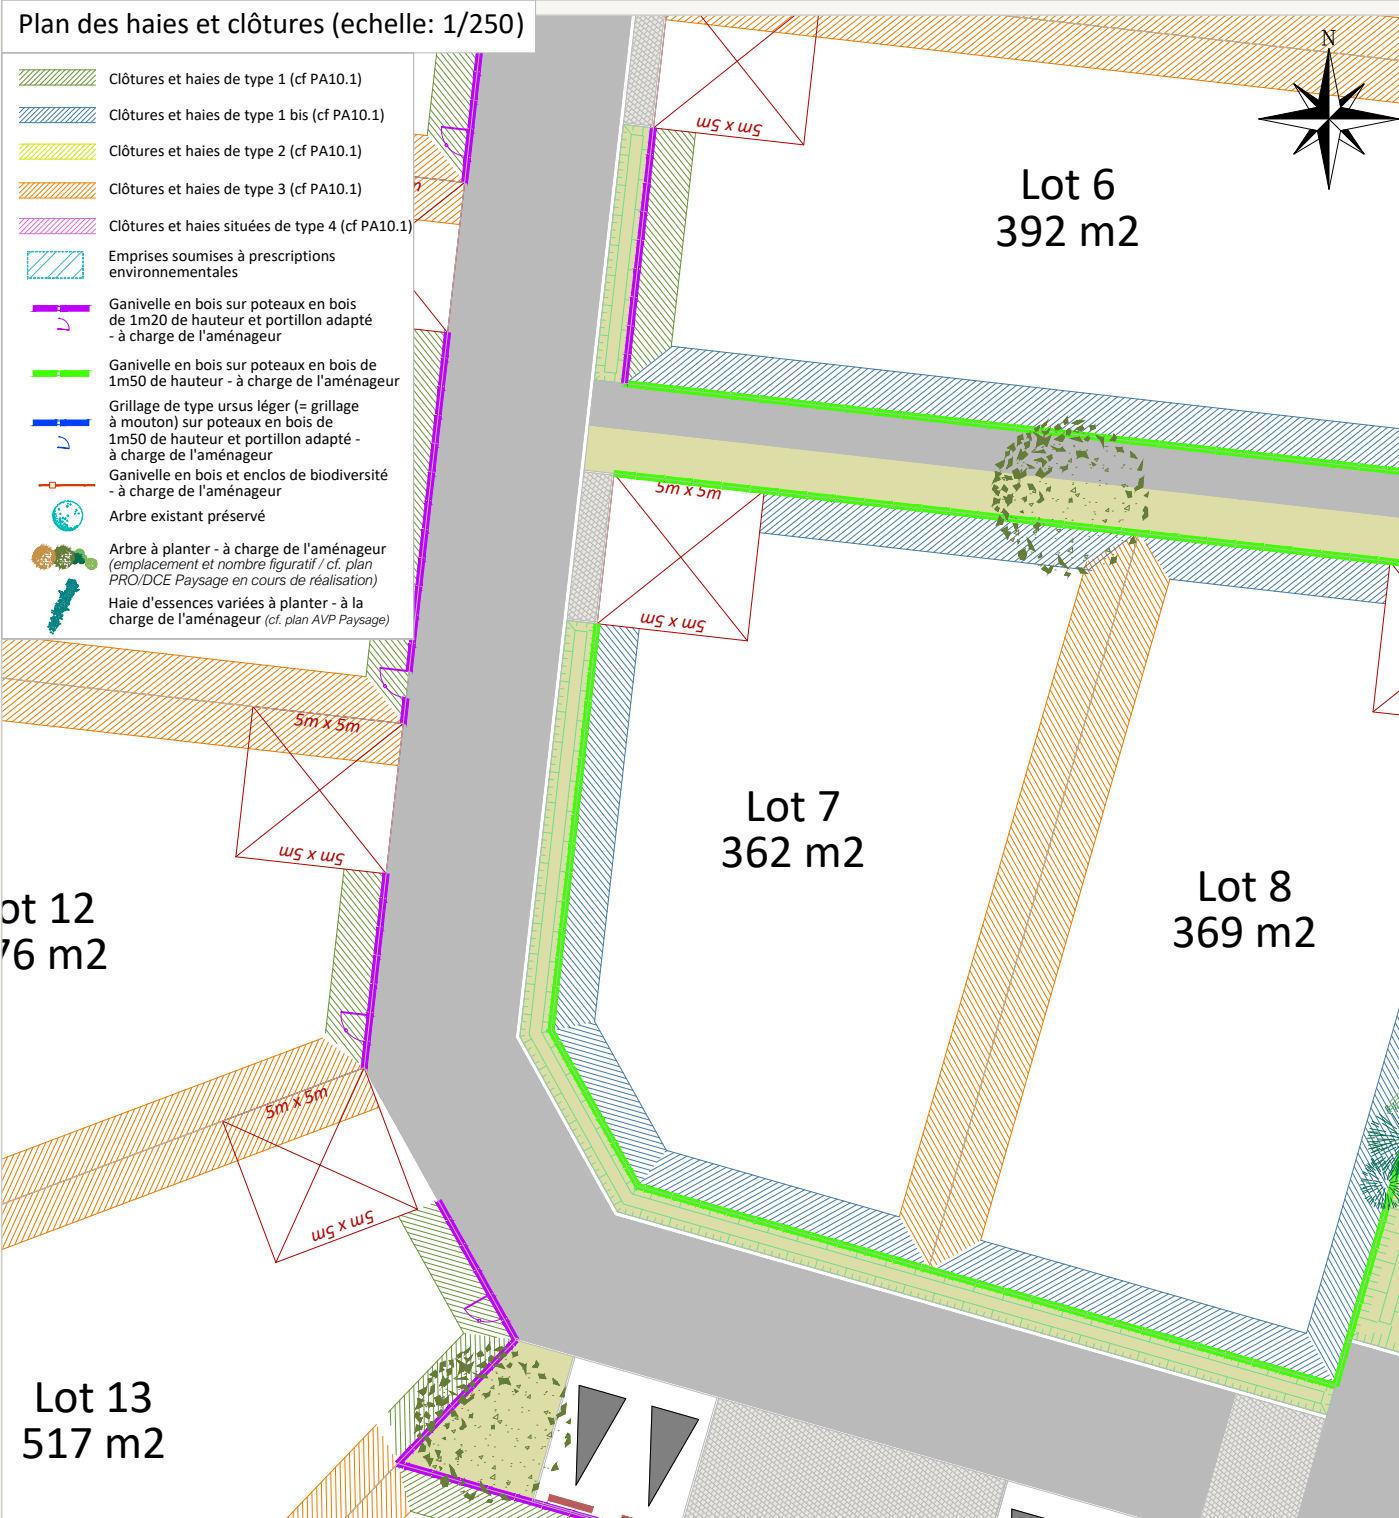 Plan des haies et clôtures (echelle: 1/250)
Clôtures et haies de type 1 (cf PA10.1)
Clôtures et haies de type 1 bis (cf PA10.1)
Clôtures et haies de type 2 (cf PA10.1)
Clôtures et haies de type 3 (cf PA10.1)
Clôtures et haies situées de type 4 (cf PA10.1)
Emprises soumises à prescriptions
environnementales
Ganivelle en bois sur poteaux en bois
de 1m20 de hauteur et portillon adapté
- à charge de l'aménageur
Ganivelle en bois sur poteaux en bois de
1m50 de hauteur - à charge de l'aménageur
Grillage de type ursus léger (= grillage
à mouton) sur poteaux en bois de
1m50 de hauteur et portillon adapté -
à charge de l'aménageur
Ganivelle en bois et enclos de biodiversité
- à charge de l'aménageur
Arbre existant préservé
Arbre à planter - à charge de l'aménageur
(emplacement et nombre figuratif / cf. plan
PRO/DCE Paysage en cours de réalisation)
Haie d'essences variées à planter - à la
charge de l'aménageur (cf. plan AVP Paysage)
N
5m x 5m
Lot 6
392 m2
5m x 5m
5m x 5m
5m x 5m
5m x 5m
Lot 7
362 m2
Lot 8
369 m2
ot 12
76 m2
5m x 5m
5m x 5m
Lot 13
517 m2